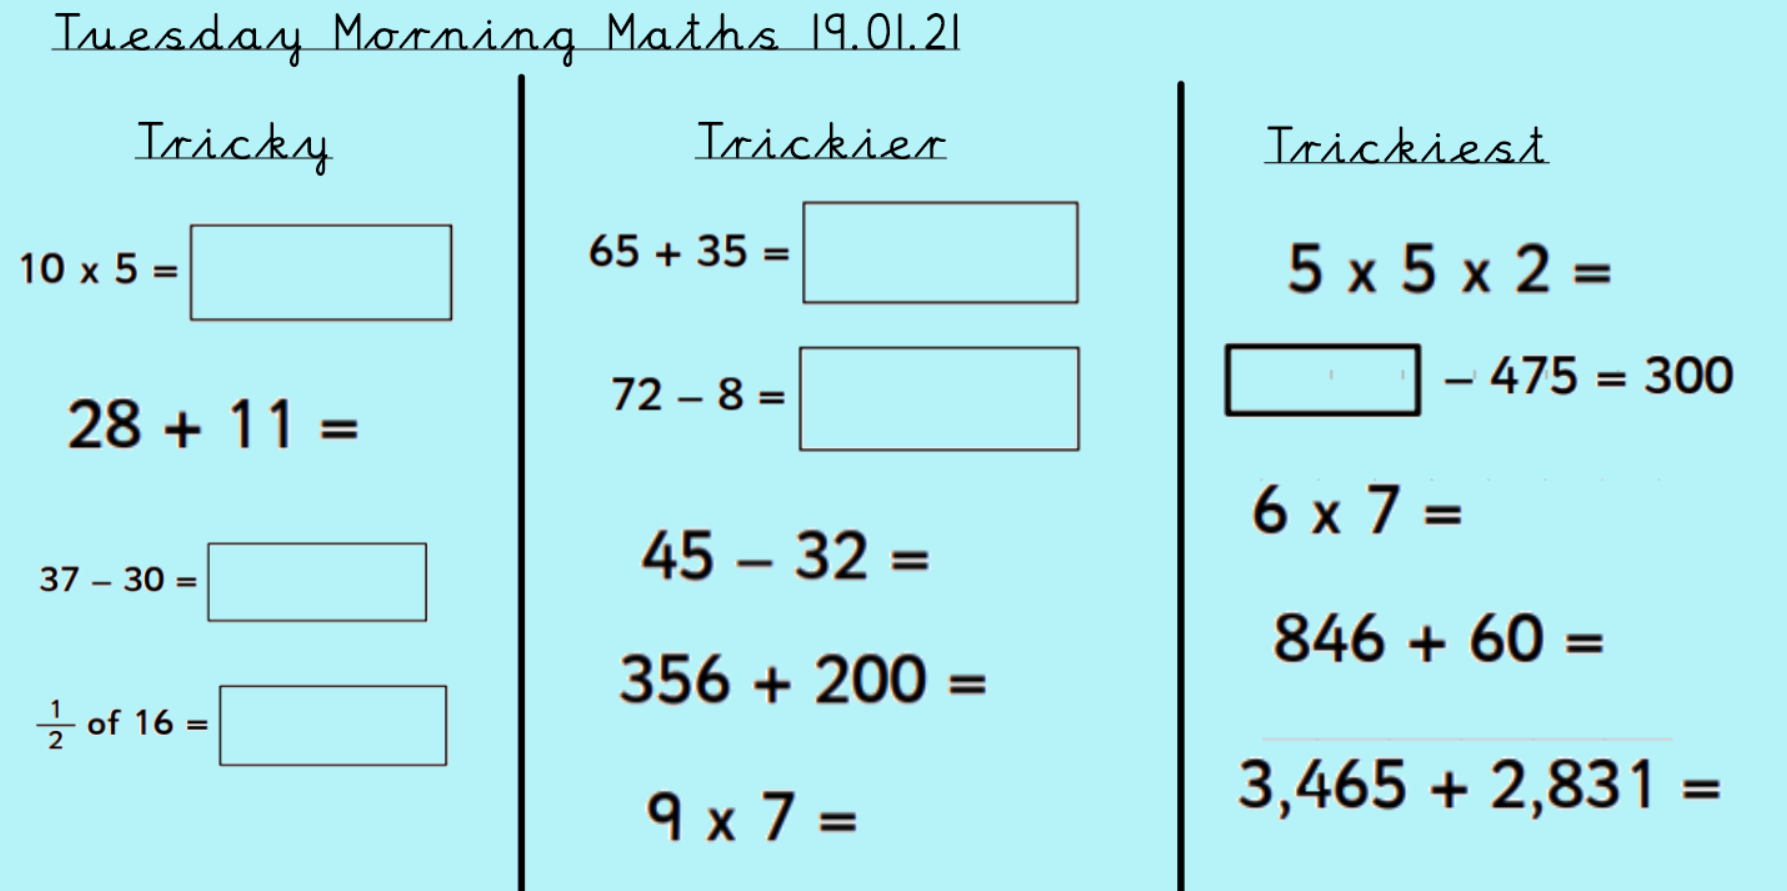 Tuesday Morning Maths 19.01.21
Tricky
10 x 5 =
28 + 11 =
37 – 30 =
1/2 of 16 =
Trickier
65 + 35 =
72 – 8 =
45 – 32 =
356 + 200 =
9 x 7 =
Trickiest
5 x 5 x 2 =
– 475 = 300
6 x 7 =
846 + 60 =
3,465 + 2,831 =